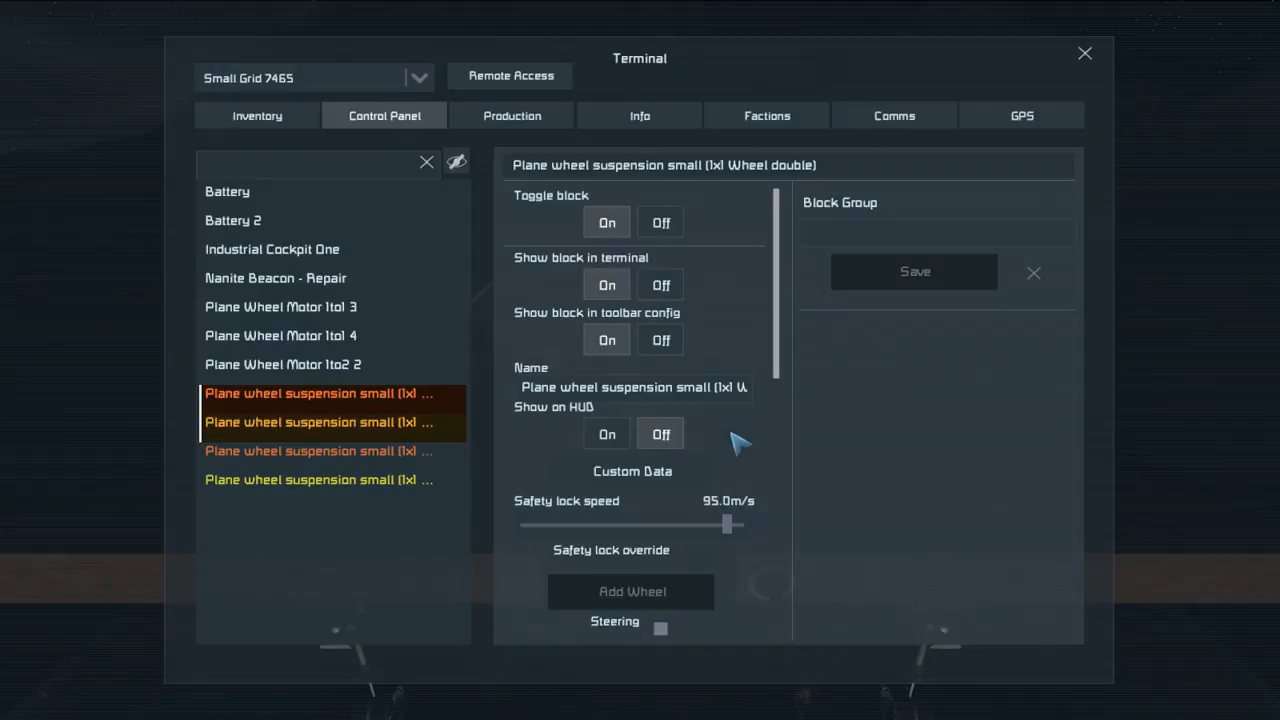 Terminal
Small Grid 7465
Remote Access
Inventory
Control Panel
Production
Info
Factions
Comms
GPS
Battery
Battery 2
Industrial Cockpit One
Nanite Beacon - Repair
Plane Wheel Motor 1to1 3
Plane Wheel Motor 1to1 4
Plane Wheel Motor 1to2 2
Plane wheel suspension small (1x1 ...
Plane wheel suspension small (1x1 ...
Plane wheel suspension small (1x1 ...
Plane wheel suspension small (1x1 ...
Plane wheel suspension small (1x1 Wheel double)
Toggle block
On Off
Show block in terminal
On Off
Show block in toolbar config
On Off
Name
Plane wheel suspension small (1x1 W
Show on HUD
On Off
Custom Data
Safety lock speed 95.0m/s
Safety lock override
Add Wheel
Steering
Block Group
Save